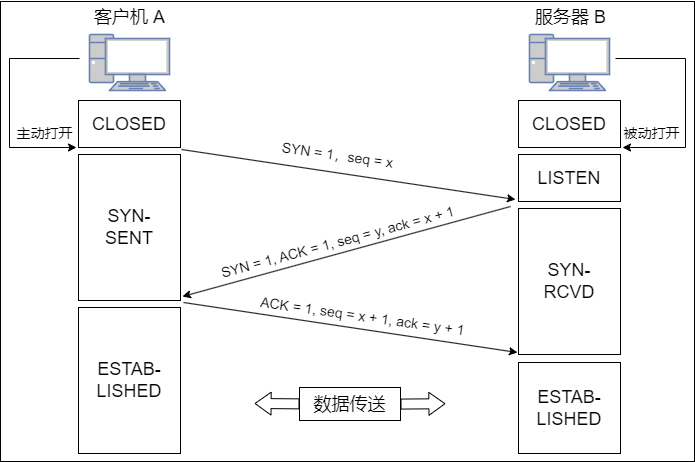 客户机 A
服务器 B
主动打开
CLOSED
CLOSED
被动打开
SYN = 1，seq = x
LISTEN
SYN-
SENT
SYN = 1, ACK = 1, seq = y, ack = x + 1
SYN-
RCVD
ACK = 1, seq = x + 1, ack = y + 1
ESTAB-
LISHED
数据传送
ESTAB-
LISHED